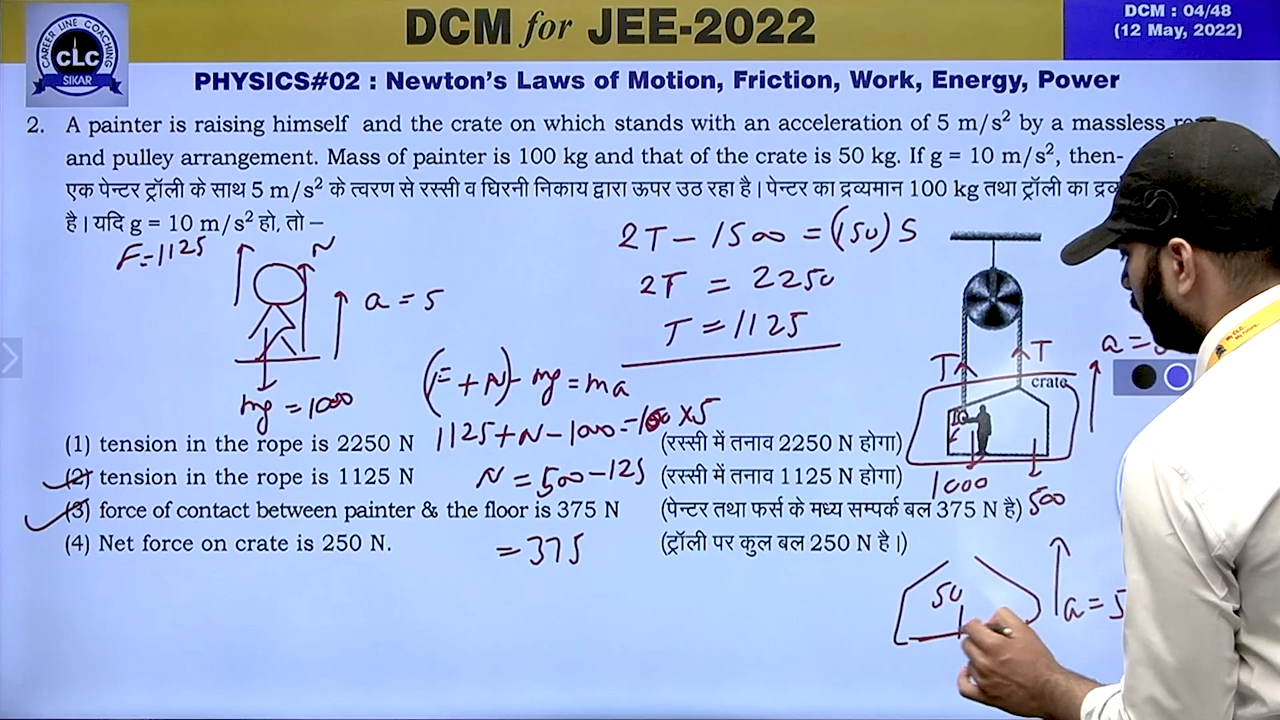 DCM for JEE-2022
DCM : 04/48
(12 May, 2022)
CAREER LINE COACHING
CLC
SIKAR
PHYSICS#02 : Newton's Laws of Motion, Friction, Work, Energy, Power
2. A painter is raising himself and the crate on which stands with an acceleration of 5 m/s² by a massless
and pulley arrangement. Mass of painter is 100 kg and that of the crate is 50 kg. If g = 10 m/s², then-
एक पेन्टर ट्रॉली के साथ 5 m/s² के त्वरण से रस्सी व घिरनी निकाय द्वारा ऊपर उठ रहा है। पेन्टर का द्रव्यमान 100 kg तथा ट्रॉली का
है। यदि g = 10 m/s² हो, तो –
F=1125
N
a = 5
mg = 1000
2T – 1500 = (150) 5
2T = 2250
T = 1125
(F + N) - mg = ma
1125 + N – 1000 = 100 X 5
N = 500 – 125
= 375
T
T
crate
1000
500
(1) tension in the rope is 2250 N (रस्सी में तनाव 2250 N होगा)
(2) tension in the rope is 1125 N (रस्सी में तनाव 1125 N होगा)
(3) force of contact between painter & the floor is 375 N (पेन्टर तथा फर्स के मध्य सम्पर्क बल 375 N है)
(4) Net force on crate is 250 N. (ट्रॉली पर कुल बल 250 N है।)
50
a = 5